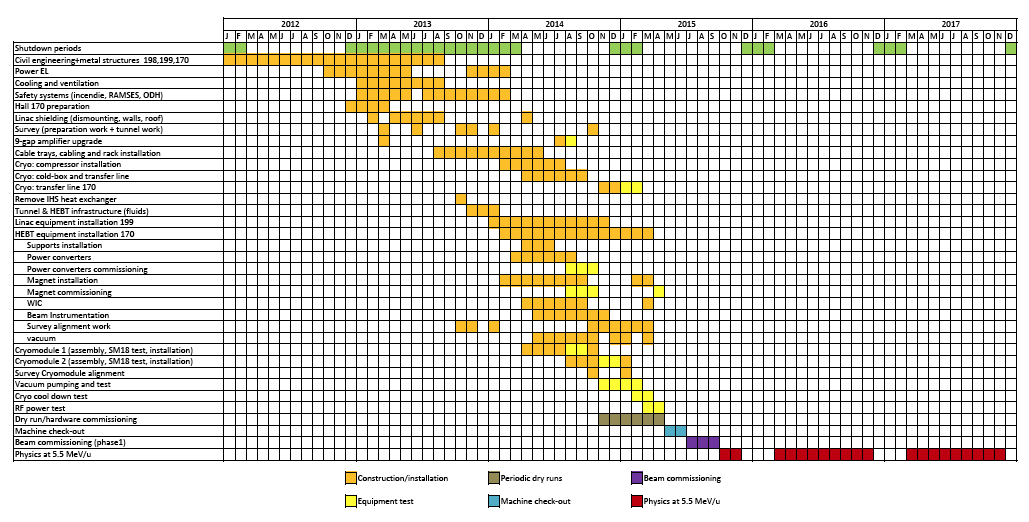 2012 2013 2014 2015 2016 2017
J F M A M J J A S O N D J F M A M J J A S O N D J F M A M J J A S O N D J F M A M J J A S O N D J F M A M J J A S O N D J F M A M J J A S O N D
Shutdown periods
Civil engineering+metal structures 198,199,170
Power EL
Cooling and ventilation
Safety systems (incendie, RAMSES, ODH)
Hall 170 preparation
Linac shielding (dismounting, walls, roof)
Survey (preparation work + tunnel work)
9-gap amplifier upgrade
Cable trays, cabling and rack installation
Cryo: compressor installation
Cryo: cold-box and transfer line
Cryo: transfer line 170
Remove IHS heat exchanger
Tunnel & HEBT infrastructure (fluids)
Linac equipment installation 199
HEBT equipment installation 170
Supports installation
Power converters
Power converters commissioning
Magnet installation
Magnet commissioning
WIC
Beam Instrumentation
Survey alignment work
vacuum
Cryomodule 1 (assembly, SM18 test, installation)
Cryomodule 2 (assembly, SM18 test, installation)
Survey Cryomodule alignment
Vacuum pumping and test
Cryo cool down test
RF power test
Dry run/hardware commissioning
Machine check-out
Beam commissioning (phase1)
Physics at 5.5 MeV/u
Construction/installation Periodic dry runs Beam commissioning
Equipment test Machine check-out Physics at 5.5 MeV/u